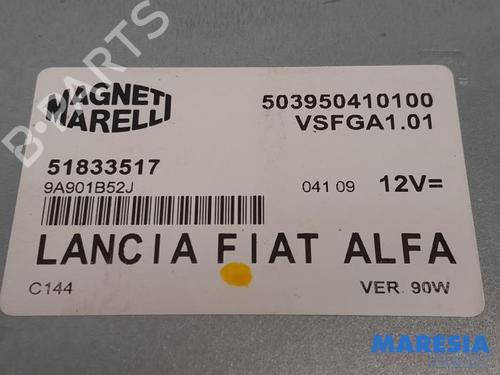 B-PARTS
MAGNETI
MARELLI
503950410100
VSFGA1.01
51833517
9A901B52J
041 09 12V=
LANCIA FIAT ALFA
C144
VER. 90W
MARESIA